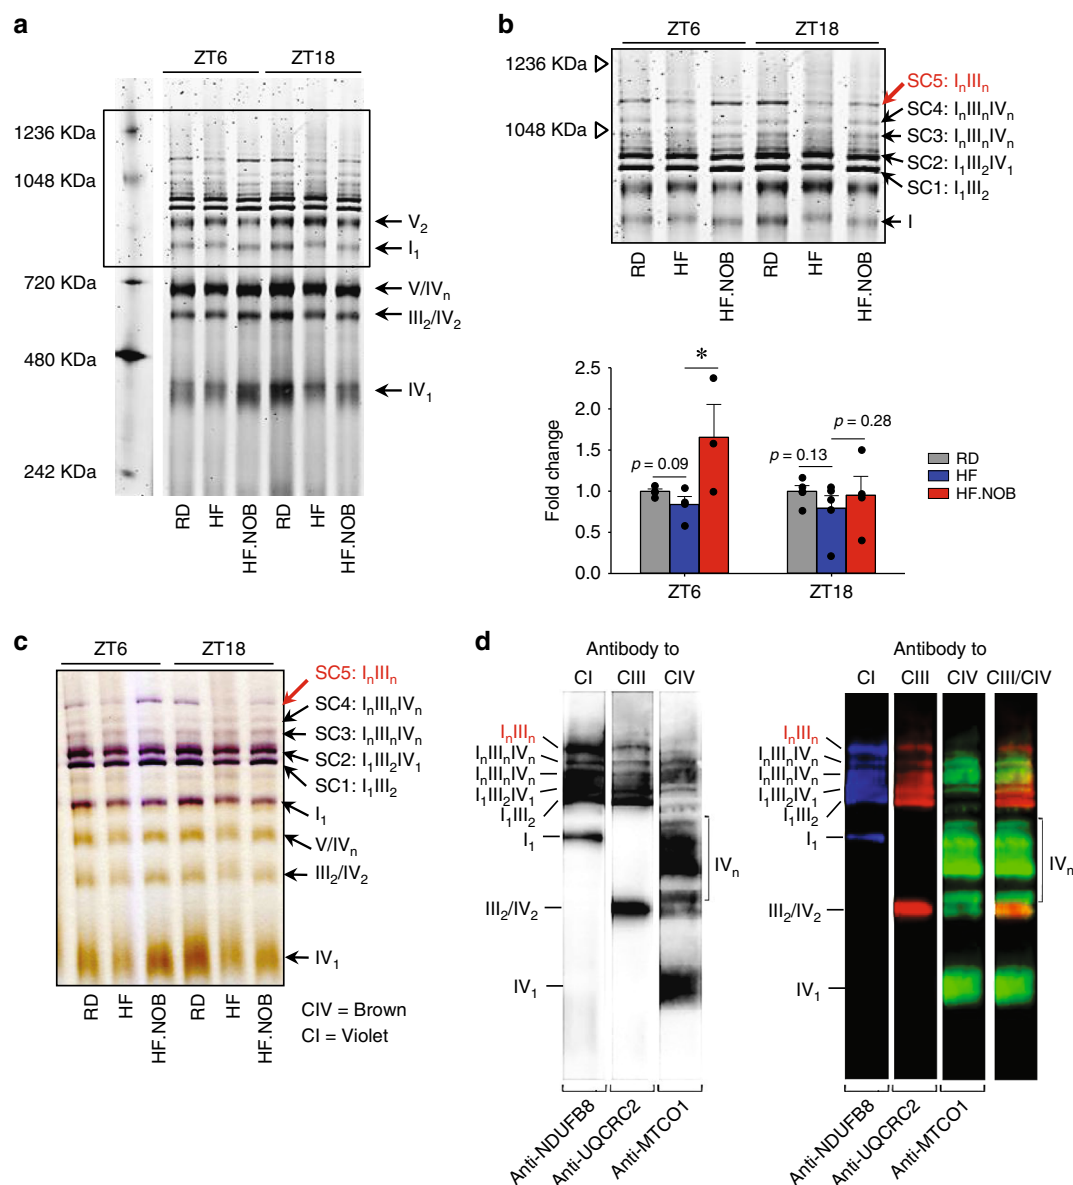 a
ZT6 ZT18
1236 KDa
1048 KDa
720 KDa
480 KDa
242 KDa
V2
I1
V/IVn
III2/IV2
IV1
RD HF HF.NOB RD HF HF.NOB
b
ZT6 ZT18
1236 KDa
1048 KDa
SC5: InIIIn
SC4: InIIInIVn
SC3: InIIInIVn
SC2: I1III2IV1
SC1: I1III2
I
RD HF HF.NOB RD HF HF.NOB
Fold change
2.5
2.0
1.5
1.0
0.5
0.0
*
p = 0.09
p = 0.13
p = 0.28
ZT6 ZT18
RD
HF
HF.NOB
c
ZT6 ZT18
SC5: InIIIn
SC4: InIIInIVn
SC3: InIIInIVn
SC2: I1III2IV1
SC1: I1III2
I1
V/IVn
III2/IV2
IV1
RD HF HF.NOB RD HF HF.NOB
CIV = Brown
CI = Violet
d
Antibody to
CI CIII CIV
InIIIn
InIIInIVn
InIIInIVn
I1III2IV1
I1III2
I1
III2/IV2
IV1
IVn
Anti-NDUFB8
Anti-UQCRC2
Anti-MTCO1
Antibody to
CI CIII CIV CIII/CIV
InIIIn
InIIInIVn
InIIInIVn
I1III2IV1
I1III2
I1
III2/IV2
IV1
IVn
Anti-NDUFB8
Anti-UQCRC2
Anti-MTCO1